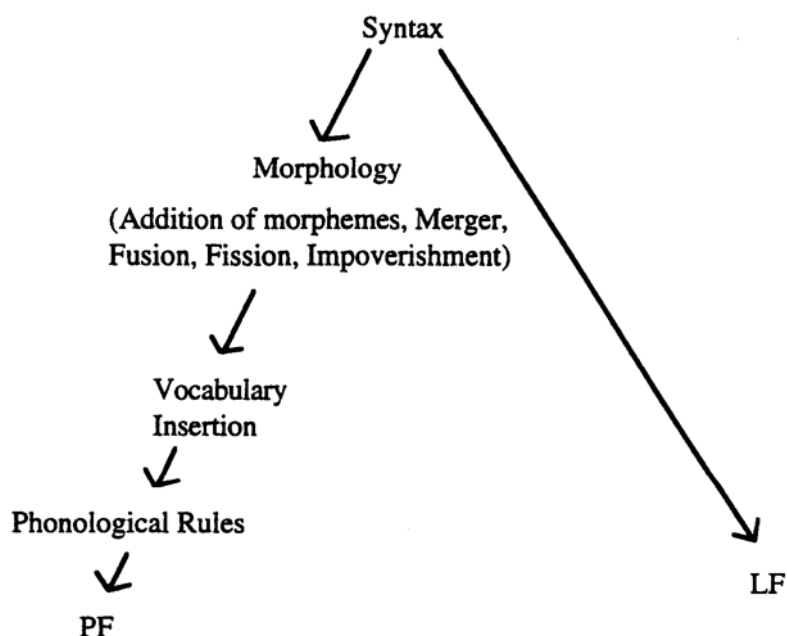 Syntax
Morphology
(Addition of morphemes, Merger,
Fusion, Fission, Impoverishment)
Vocabulary
Insertion
Phonological Rules
PF
LF